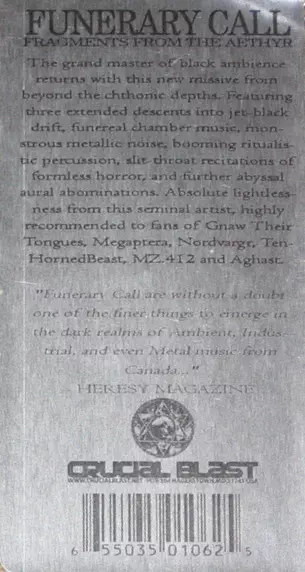 FUNERARY CALL
FRAGMENTS FROM THE AETHYR
The grand master of black ambience
returns with this new missive from
beyond the chthonic depths. Featuring
three extended descents into jet-black
drift, funereal chamber music, mon-
strous metallic noise, booming ritualis-
tic percussion, slit-throat recitations of
formless horror, and further abyssal
aural abominations. Absolute lightless-
ness from this seminal artist, highly
recommended to fans of Gnaw Their
Tongues, Megaptera, Nordvargr, Ten-
HornedBeast, MZ.412 and Aghast.
"Funerary Call are without a doubt
one of the finer things to emerge in
the dark realms of Ambient, Indus-
trial, and even Metal music from
Canada..."
HERESY MAGAZINE
CRUCIAL BLAST
WWW.CRUCIALBLAST.NET
6 55035 01062 5